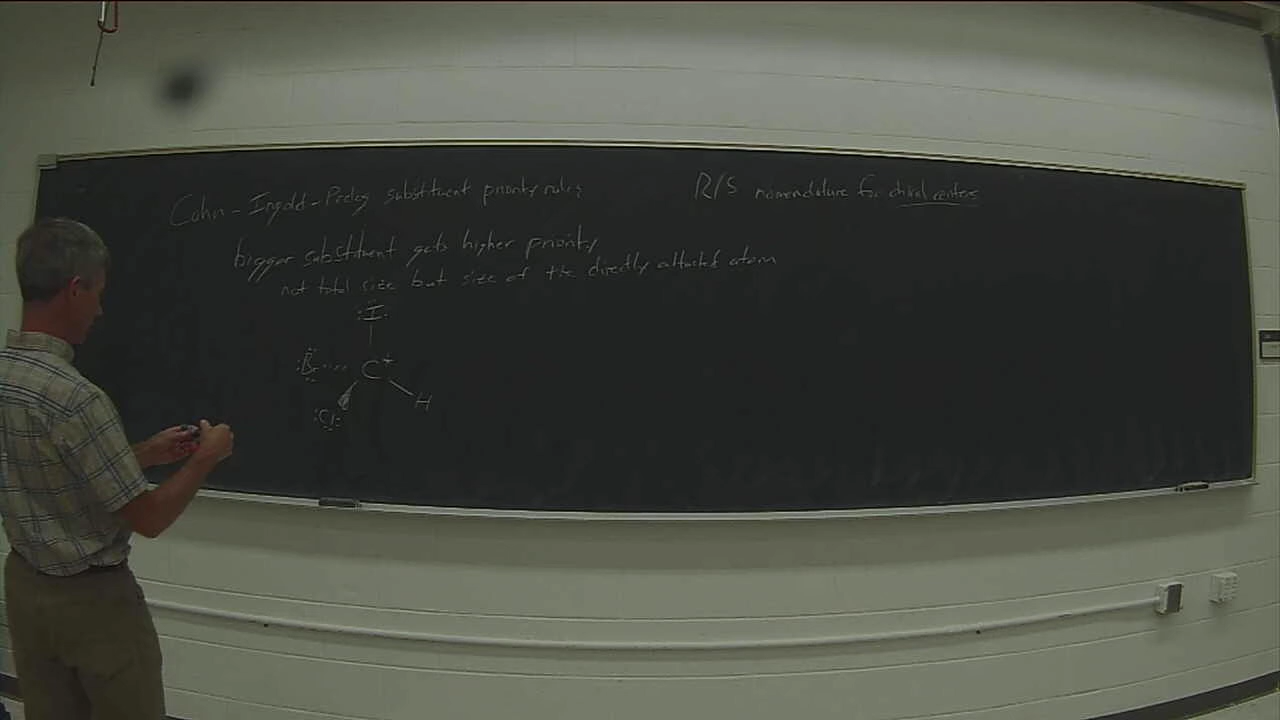 Cahn-Ingold-Prelog substituent priority rules
R/S nomenclature for chiral centers
bigger substituent gets higher priority
not total size but size of the directly attached atom
:I:
:Br: C* H
:Cl: